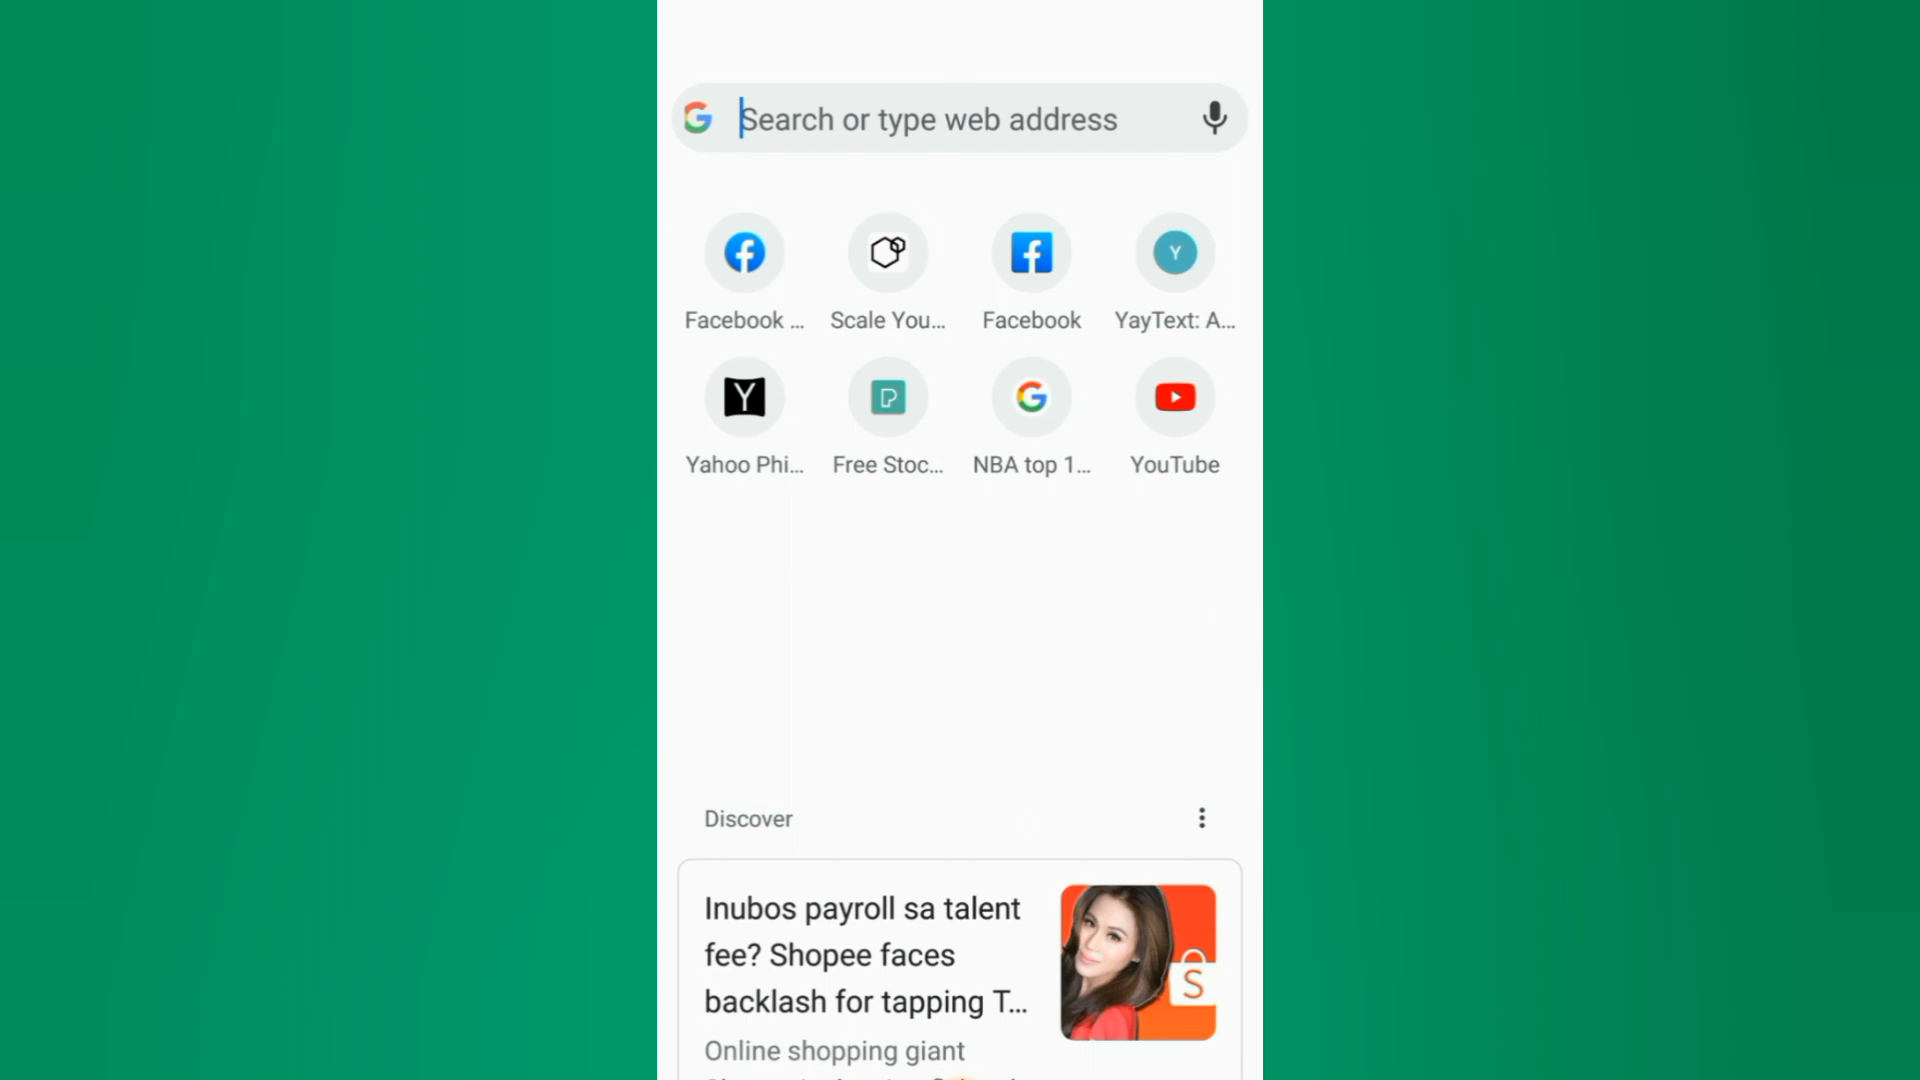 Search or type web address
Facebook ...
Scale You...
Facebook
YayText: A...
Yahoo Phi...
Free Stoc...
NBA top 1...
YouTube
Discover
Inubos payroll sa talent
fee? Shopee faces
backlash for tapping T...
Online shopping giant